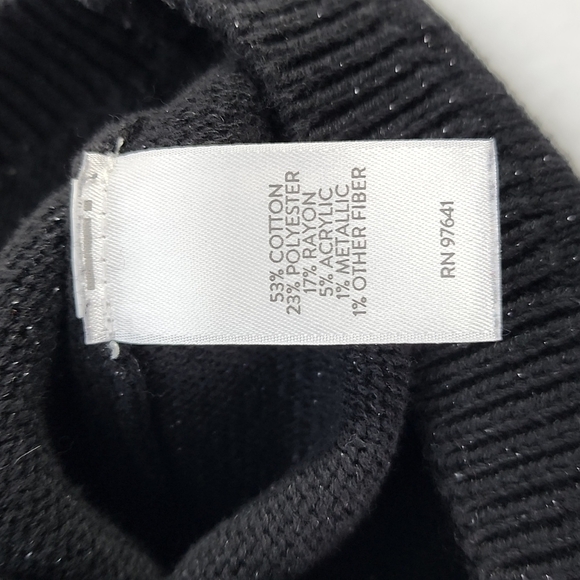 53% COTTON
23% POLYESTER
17% RAYON
5% ACRYLIC
1% METALLIC
1% OTHER FIBER
RN 97641